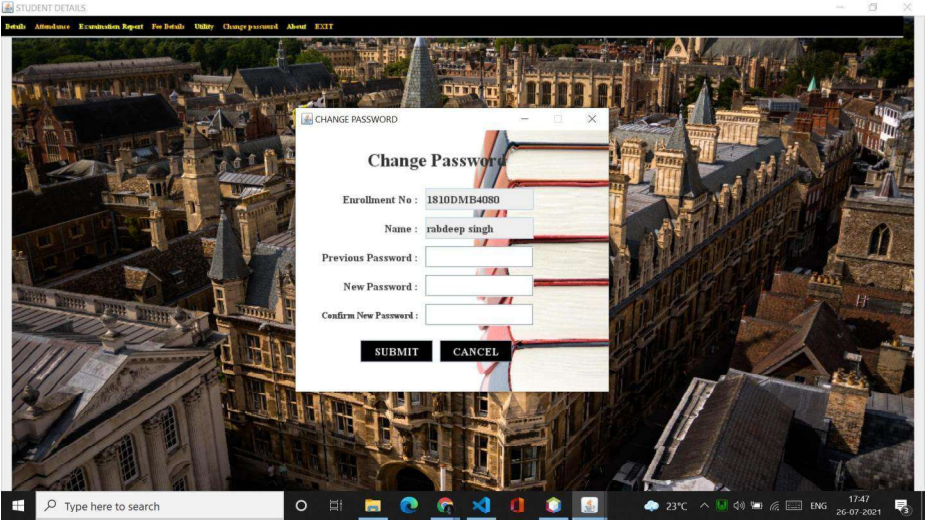 STUDENT DETAILS
Details Attendance Examination Report Fee Details Utility Change password About EXIT
CHANGE PASSWORD
Change Password
Enrollment No : 1810DMB4080
Name : rabdeep singh
Previous Password :
New Password :
Confirm New Password :
SUBMIT CANCEL
Type here to search
23°C ENG 17:47
26-07-2021